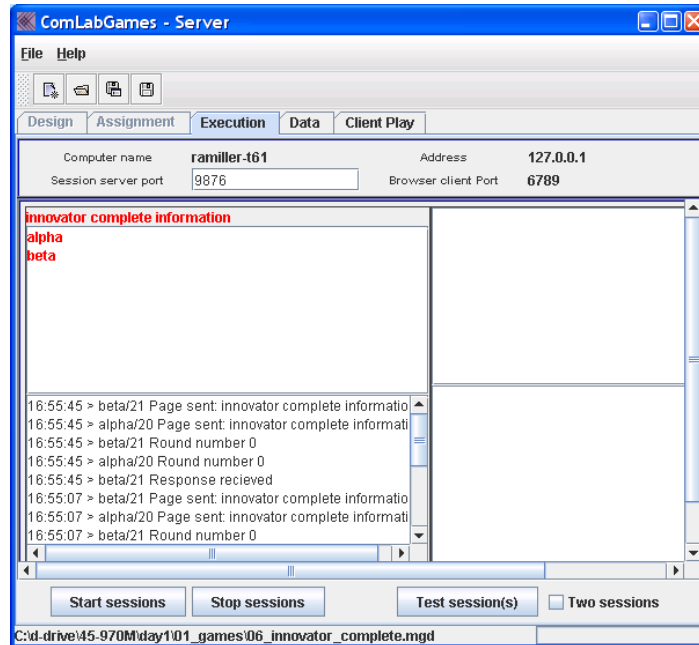 ComLabGames - Server
File Help
Design Assignment Execution Data Client Play
Computer name ramiller-t61 Address 127.0.0.1
Session server port 9876 Browser client Port 6789
innovator complete information
alpha
beta
16:55:45 > beta/21 Page sent: innovator complete informatio
16:55:45 > alpha/20 Page sent: innovator complete informati
16:55:45 > beta/21 Round number 0
16:55:45 > alpha/20 Round number 0
16:55:45 > beta/21 Response recieved
16:55:07 > beta/21 Page sent: innovator complete informatio
16:55:07 > alpha/20 Page sent: innovator complete informati
16:55:07 > beta/21 Round number 0
Start sessions Stop sessions Test session(s) Two sessions
C:\d-drive\45-970M\day1\01_games\06_innovator_complete.mgd